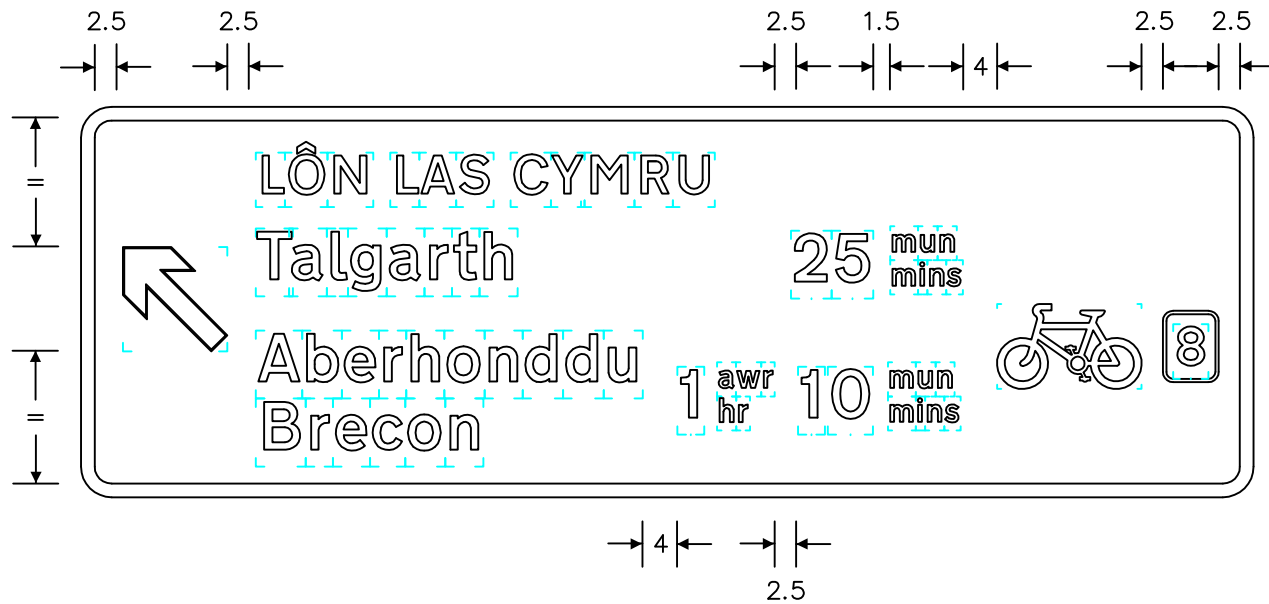 2.5 2.5 2.5 1.5 4 2.5 2.5
LÔN LAS CYMRU
=
Talgarth 25 mun
mins
Aberhonddu
Brecon 1 awr
hr 10 mun
mins
8
=
4 2.5